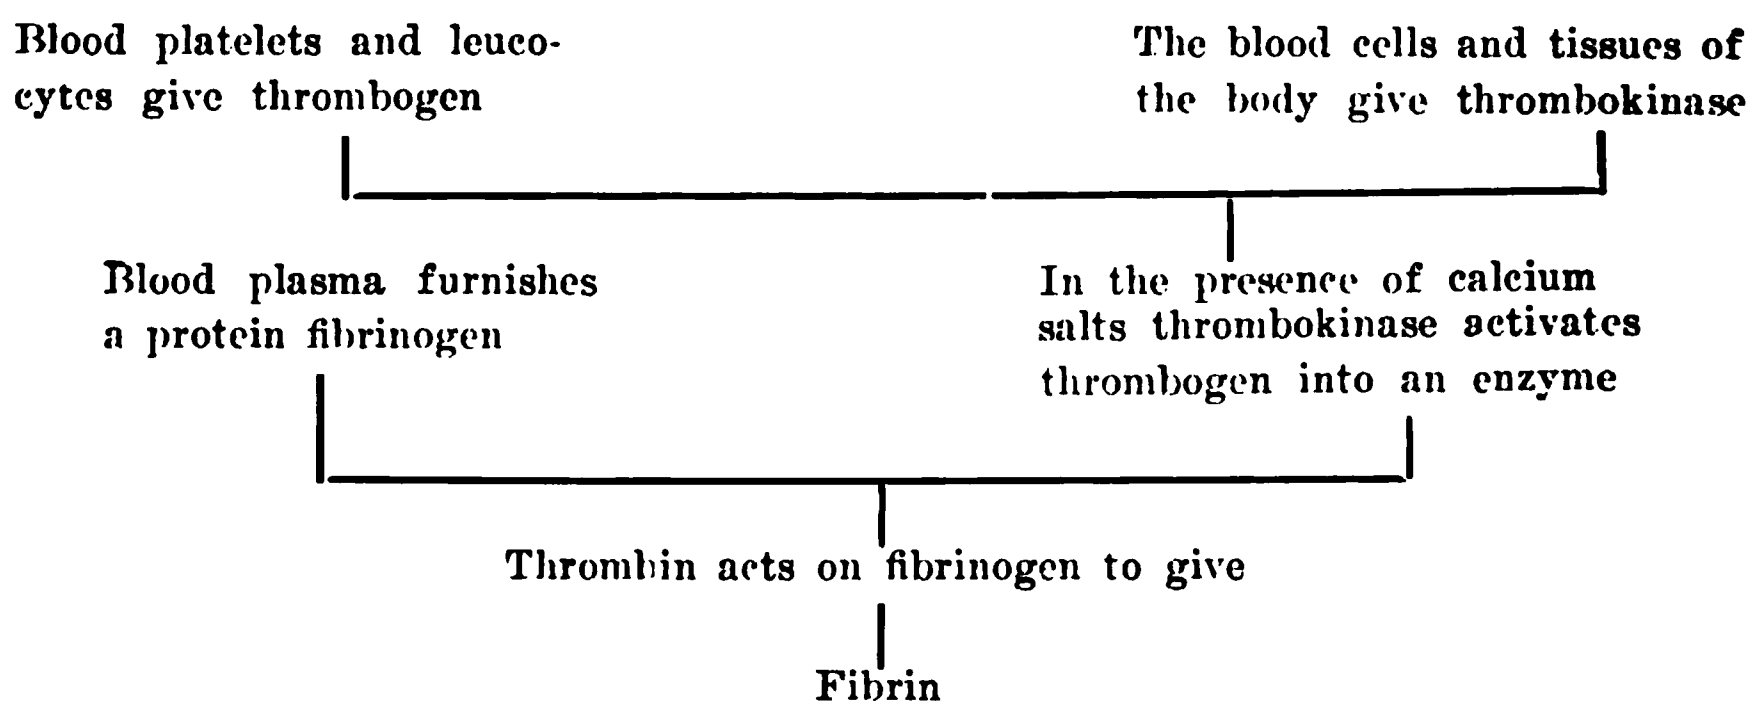 Blood platelets and leuco-
cytes give thrombogen
The blood cells and tissues of
the body give thrombokinase
Blood plasma furnishes
a protein fibrinogen
In the presence of calcium
salts thrombokinase activates
thrombogen into an enzyme
Thrombin acts on fibrinogen to give
Fibrin